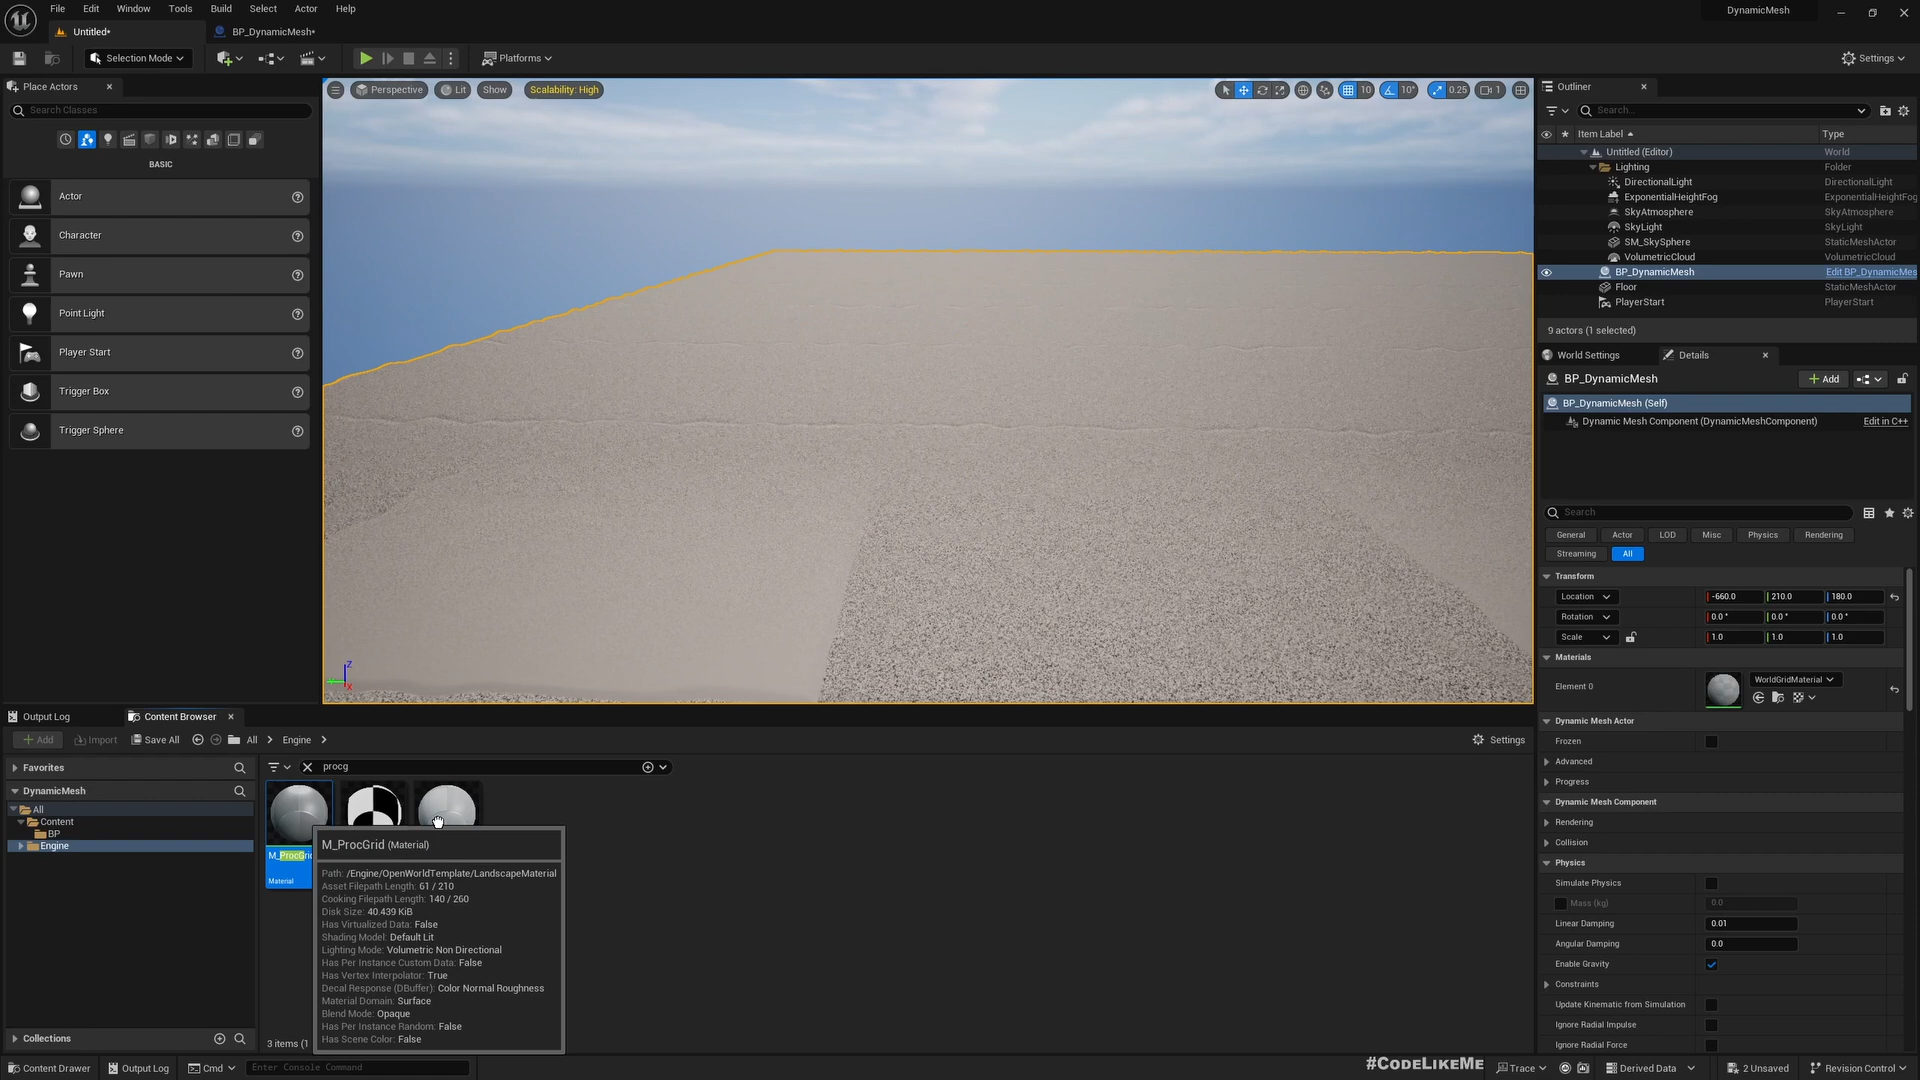 File Edit Window Tools Build Select Actor Help
DynamicMesh
Untitled*
BP_DynamicMesh*
Selection Mode
Platforms
Settings
Place Actors
Search Classes
BASIC
Actor
Character
Pawn
Point Light
Player Start
Trigger Box
Trigger Sphere
Perspective
Lit
Show
Scalability: High
10
10°
0.25
1
Z
X
Outliner
Search...
Item Label
Type
Untitled (Editor) World
Lighting Folder
DirectionalLight DirectionalLight
ExponentialHeightFog ExponentialHeightFog
SkyAtmosphere SkyAtmosphere
SkyLight SkyLight
SM_SkySphere StaticMeshActor
VolumetricCloud VolumetricCloud
BP_DynamicMesh Edit BP_DynamicMes
Floor StaticMeshActor
PlayerStart PlayerStart
9 actors (1 selected)
World Settings
Details
BP_DynamicMesh
Add
BP_DynamicMesh (Self)
Dynamic Mesh Component (DynamicMeshComponent) Edit in C++
Search
General Actor LOD Misc Physics Rendering
Streaming All
Transform
Location -660.0 210.0 180.0
Rotation 0.0° 0.0° 0.0°
Scale 1.0 1.0 1.0
Materials
Element 0 WorldGridMaterial
Dynamic Mesh Actor
Frozen
Advanced
Progress
Dynamic Mesh Component
Rendering
Collision
Physics
Simulate Physics
Mass (kg) 0.0
Linear Damping 0.01
Angular Damping 0.0
Enable Gravity
Constraints
Update Kinematic from Simulation
Ignore Radial Impulse
Ignore Radial Force
Output Log
Content Browser
Add
Import
Save All
All
Engine
Settings
Favorites
DynamicMesh
All
Content
BP
Engine
Collections
procg
M_ProcGric
Material
3 items (1
M_ProcGrid (Material)
Path: /Engine/OpenWorldTemplate/LandscapeMaterial
Asset Filepath Length: 61 / 210
Cooking Filepath Length: 140 / 260
Disk Size: 40.439 KiB
Has Virtualized Data: False
Shading Model: Default Lit
Lighting Mode: Volumetric Non Directional
Has Per Instance Custom Data: False
Has Vertex Interpolator: True
Decal Response (DBuffer): Color Normal Roughness
Material Domain: Surface
Blend Mode: Opaque
Has Per Instance Random: False
Has Scene Color: False
#CodeLikeMe
Content Drawer
Output Log
Cmd
Enter Console Command
Trace
Derived Data
2 Unsaved
Revision Control